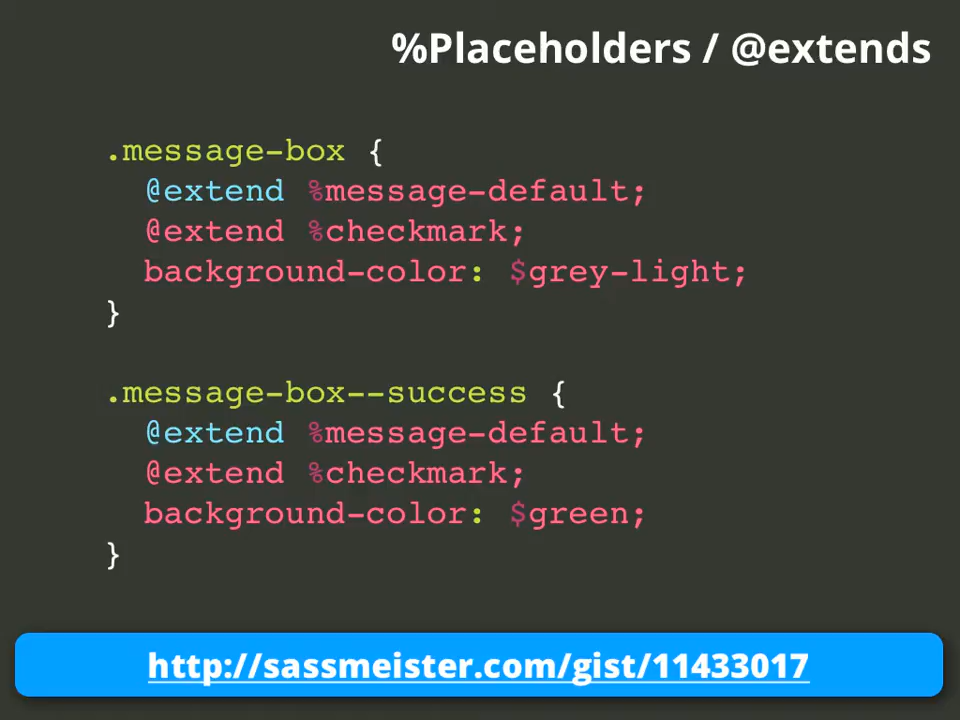 %Placeholders / @extends
.message-box {
@extend %message-default;
@extend %checkmark;
background-color: $grey-light;
}
.message-box--success {
@extend %message-default;
@extend %checkmark;
background-color: $green;
}
http://sassmeister.com/gist/11433017